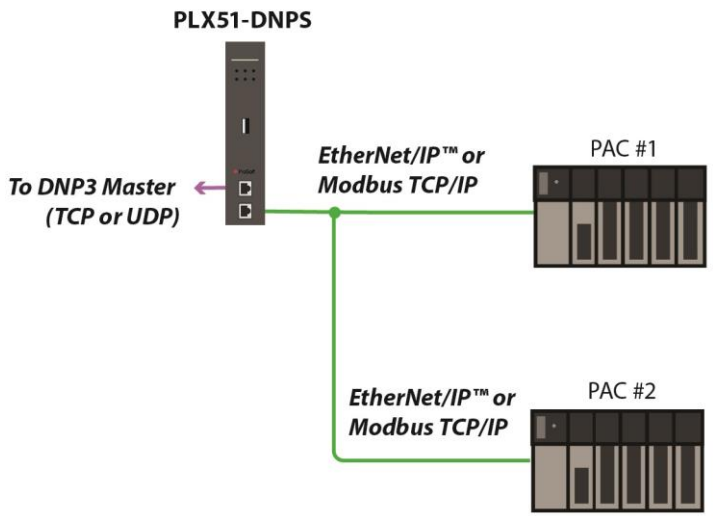 PLX51-DNPS
EtherNet/IP™ or
Modbus TCP/IP
PAC #1
To DNP3 Master
(TCP or UDP)
EtherNet/IP™ or
Modbus TCP/IP
PAC #2